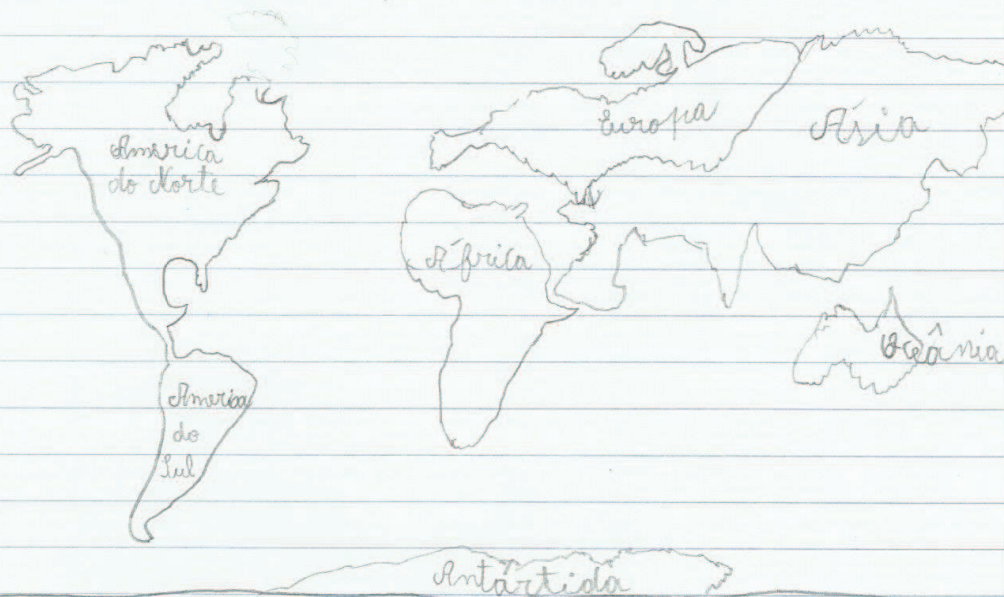 América
do Norte
Europa
Ásia
África
Oceânia
America
do
Sul
Antártida